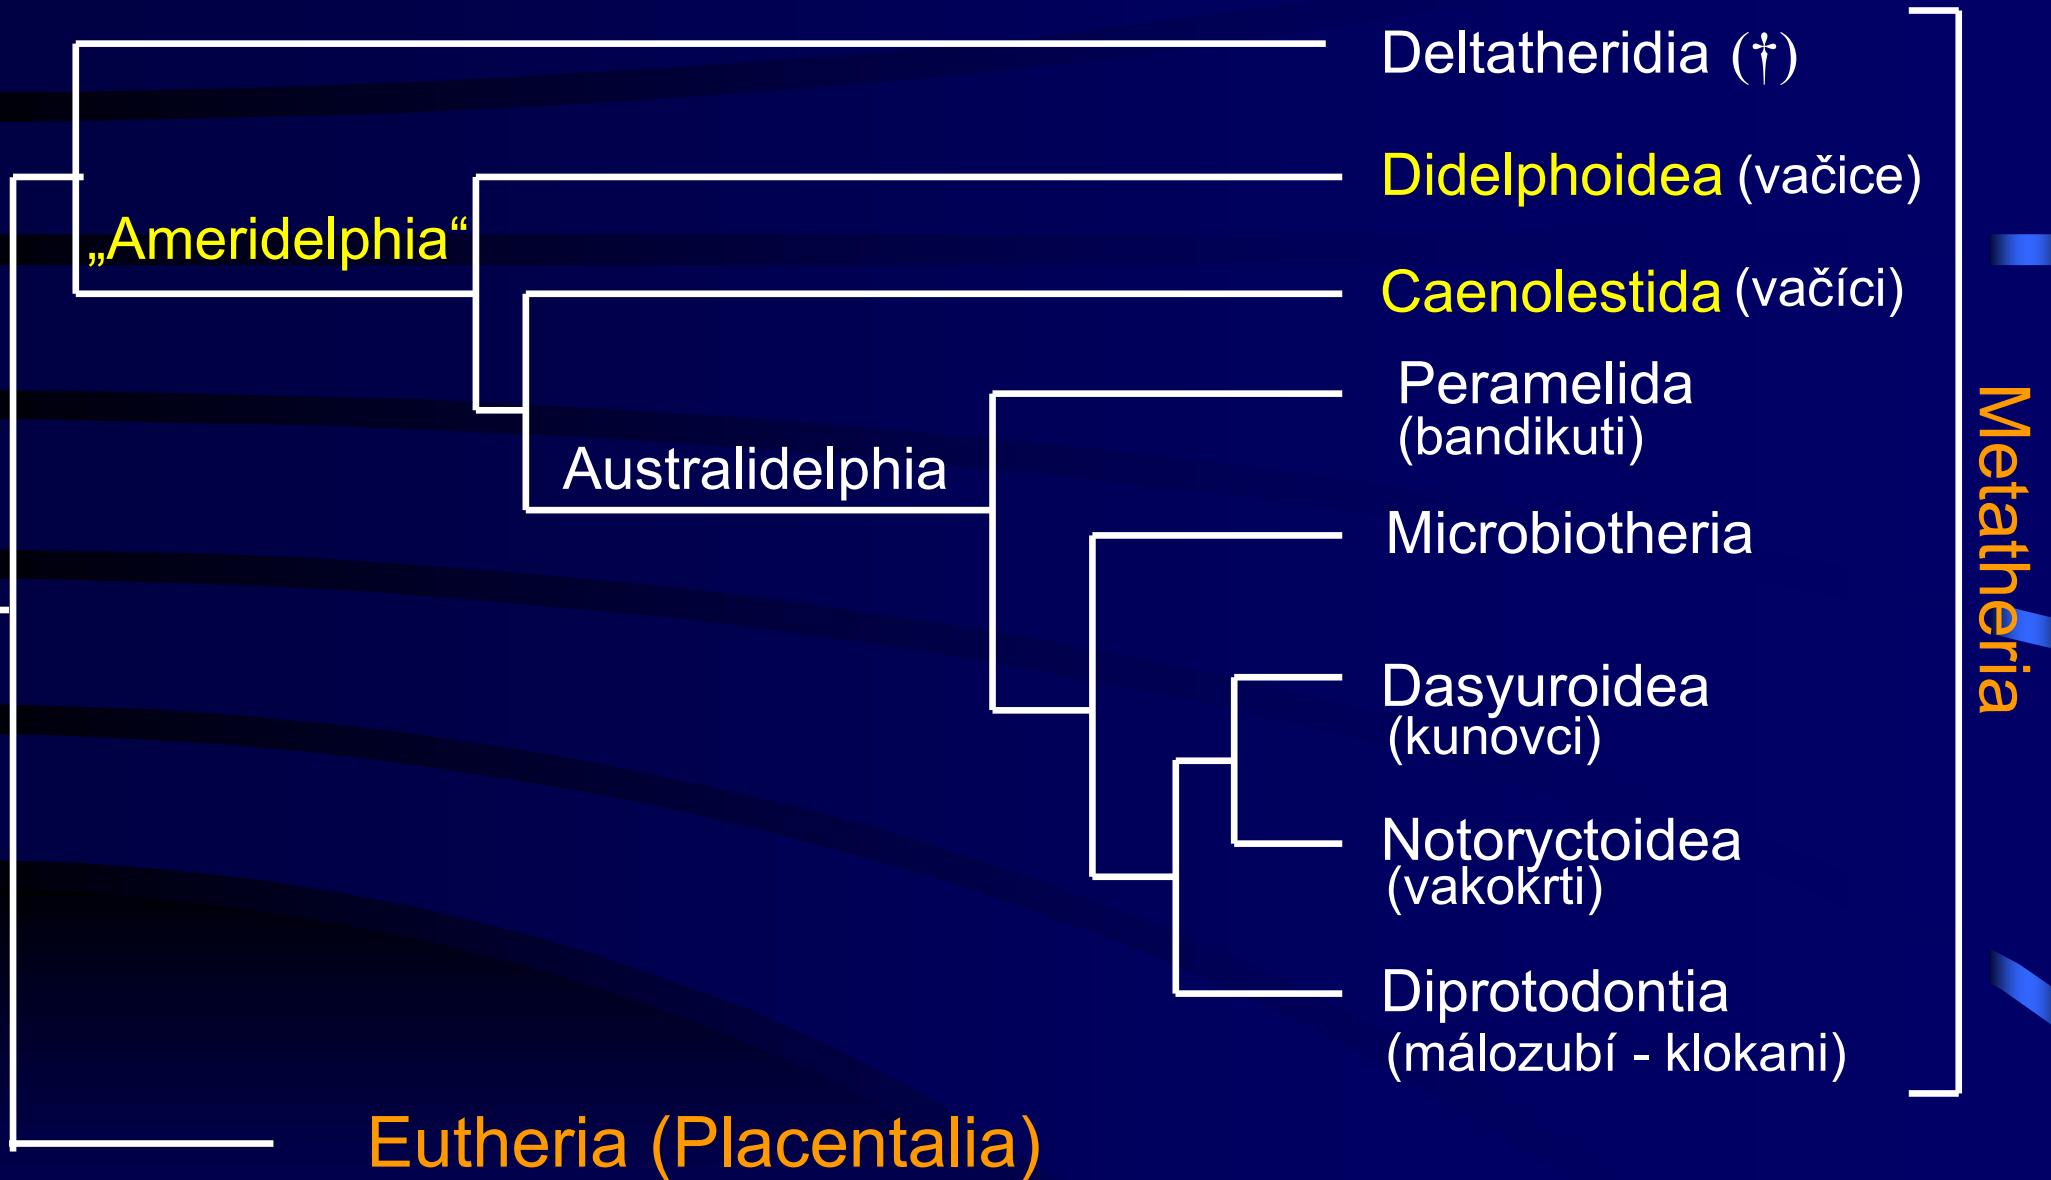 Deltatheridia (†)
Didelphoidea (vačice)
„Ameridelphia“
Caenolestida (vačíci)
Peramelida
(bandikuti)
Australidelphia
Microbiotheria
Metatheria
Dasyuroidea
(kunovci)
Notoryctoidea
(vakokrti)
Diprotodontia
(málozubí - klokani)
Eutheria (Placentalia)